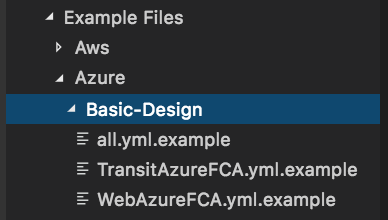 Example Files
Aws
Azure
Basic-Design
all.yml.example
TransitAzureFCA.yml.example
WebAzureFCA.yml.example